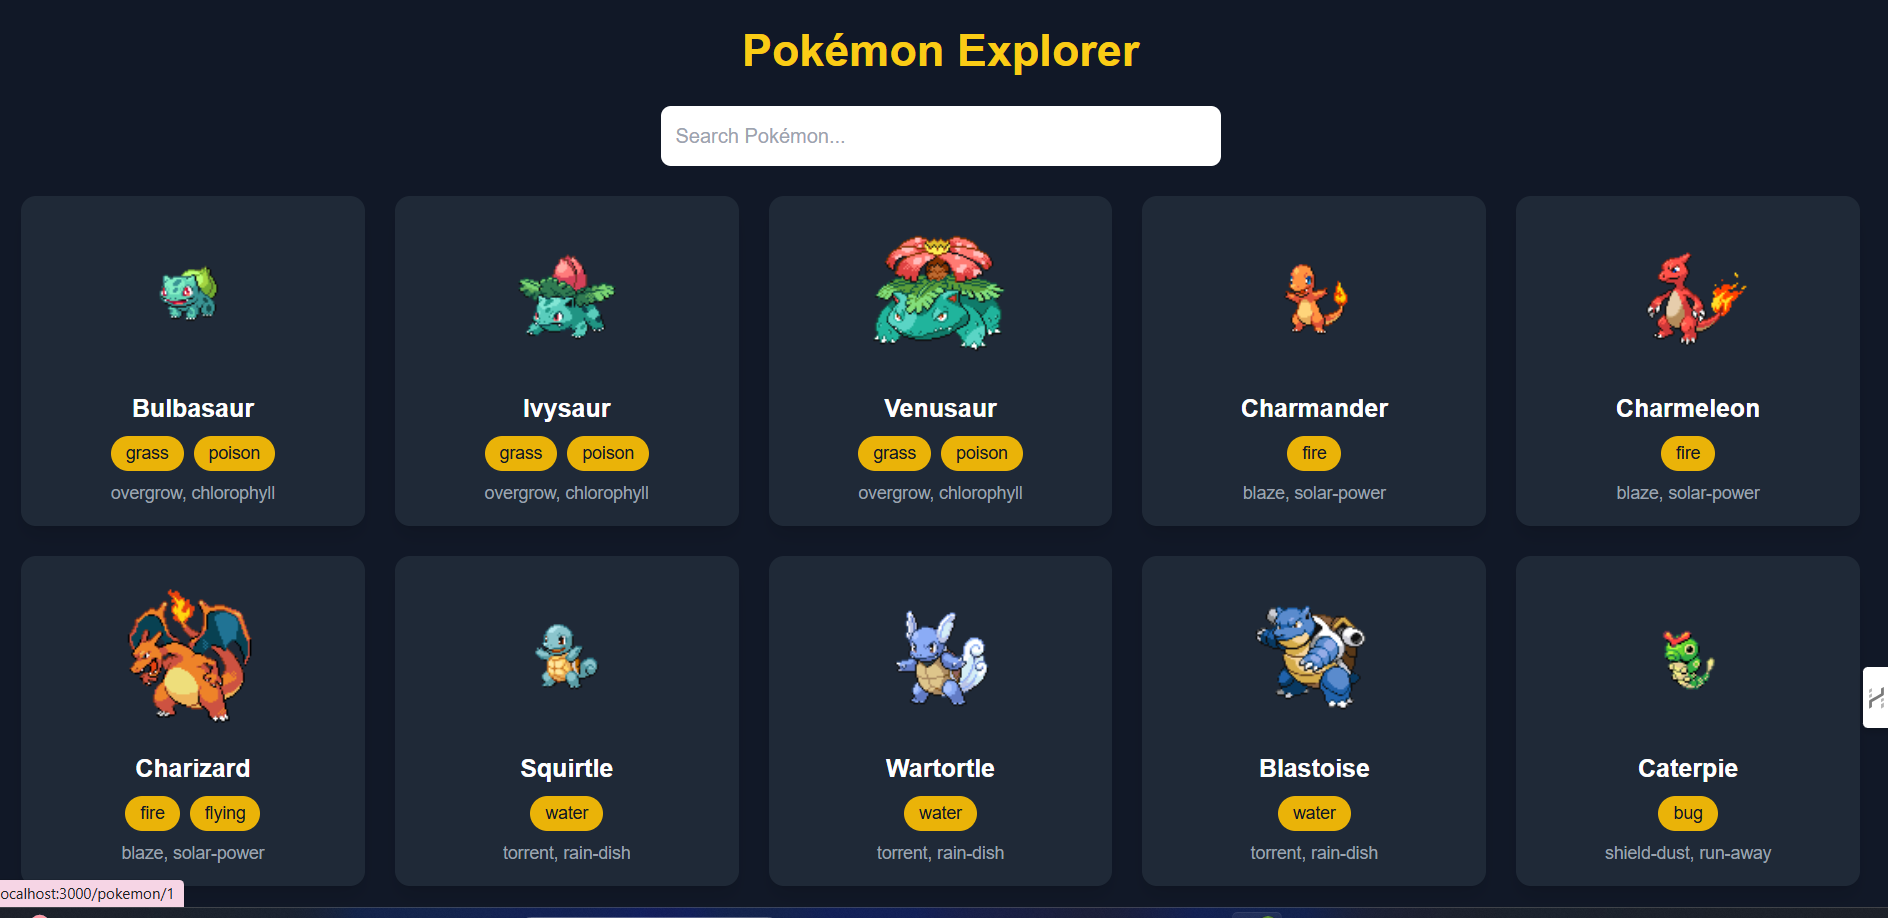 Pokémon Explorer
Search Pokémon...
Bulbasaur
grass poison
overgrow, chlorophyll
Ivysaur
grass poison
overgrow, chlorophyll
Venusaur
grass poison
overgrow, chlorophyll
Charmander
fire
blaze, solar-power
Charmeleon
fire
blaze, solar-power
Charizard
fire flying
blaze, solar-power
Squirtle
water
torrent, rain-dish
Wartortle
water
torrent, rain-dish
Blastoise
water
torrent, rain-dish
Caterpie
bug
shield-dust, run-away
ocalhost:3000/pokemon/1